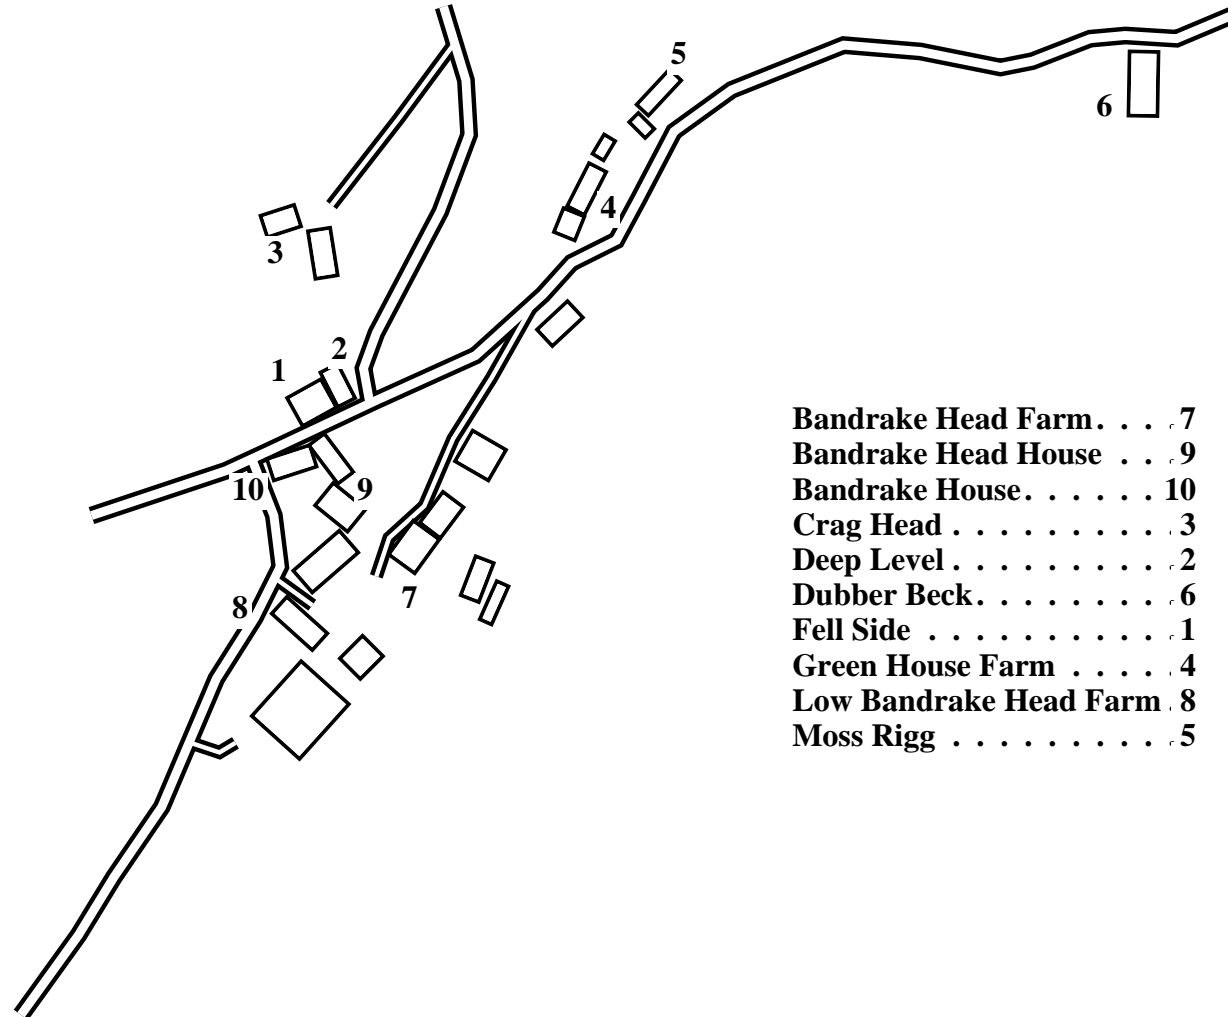 5
6
4
3
2
1
10
9
8
7
Bandrake Head Farm. . . . 7
Bandrake Head House . . . 9
Bandrake House. . . . . . 10
Crag Head . . . . . . . . . . 3
Deep Level . . . . . . . . . . 2
Dubber Beck. . . . . . . . . 6
Fell Side . . . . . . . . . . . 1
Green House Farm . . . . 4
Low Bandrake Head Farm . 8
Moss Rigg . . . . . . . . . . 5